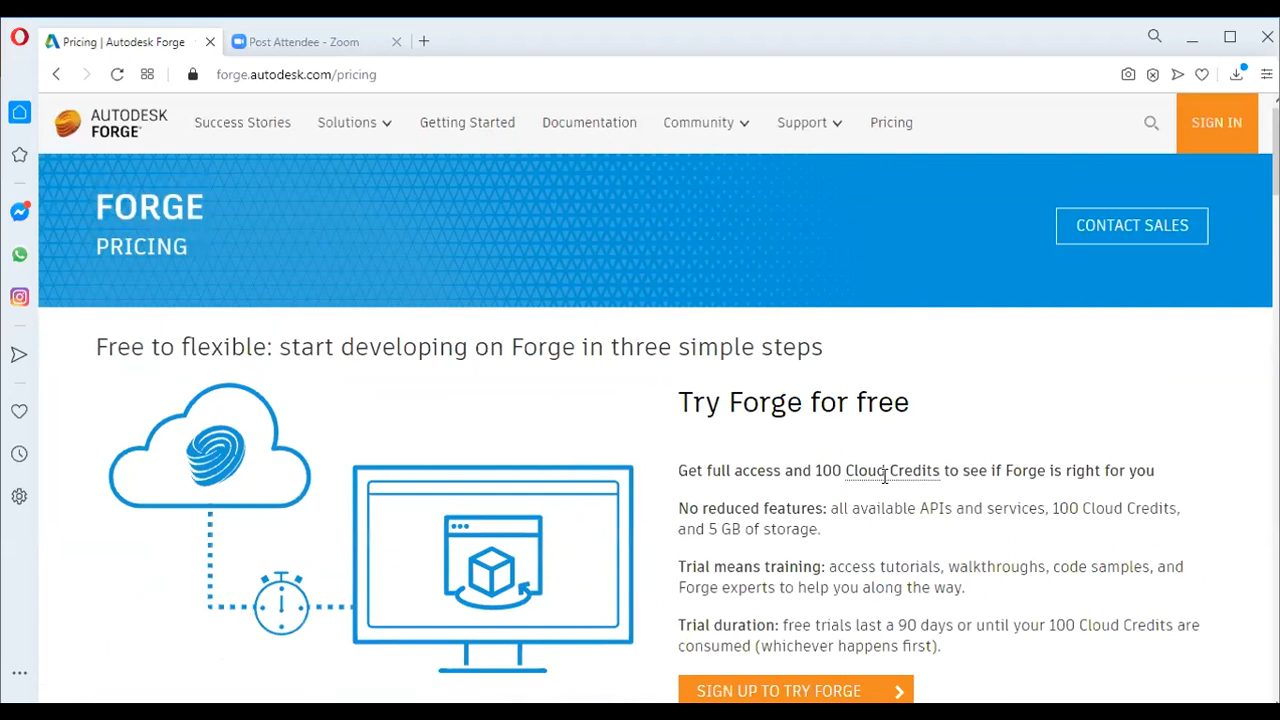 Pricing | Autodesk Forge
Post Attendee - Zoom
forge.autodesk.com/pricing
AUTODESK
FORGE
Success Stories
Solutions
Getting Started
Documentation
Community
Support
Pricing
SIGN IN
FORGE
PRICING
CONTACT SALES
Free to flexible: start developing on Forge in three simple steps
Try Forge for free
Get full access and 100 Cloud Credits to see if Forge is right for you
No reduced features: all available APIs and services, 100 Cloud Credits,
and 5 GB of storage.
Trial means training: access tutorials, walkthroughs, code samples, and
Forge experts to help you along the way.
Trial duration: free trials last a 90 days or until your 100 Cloud Credits are
consumed (whichever happens first).
SIGN UP TO TRY FORGE